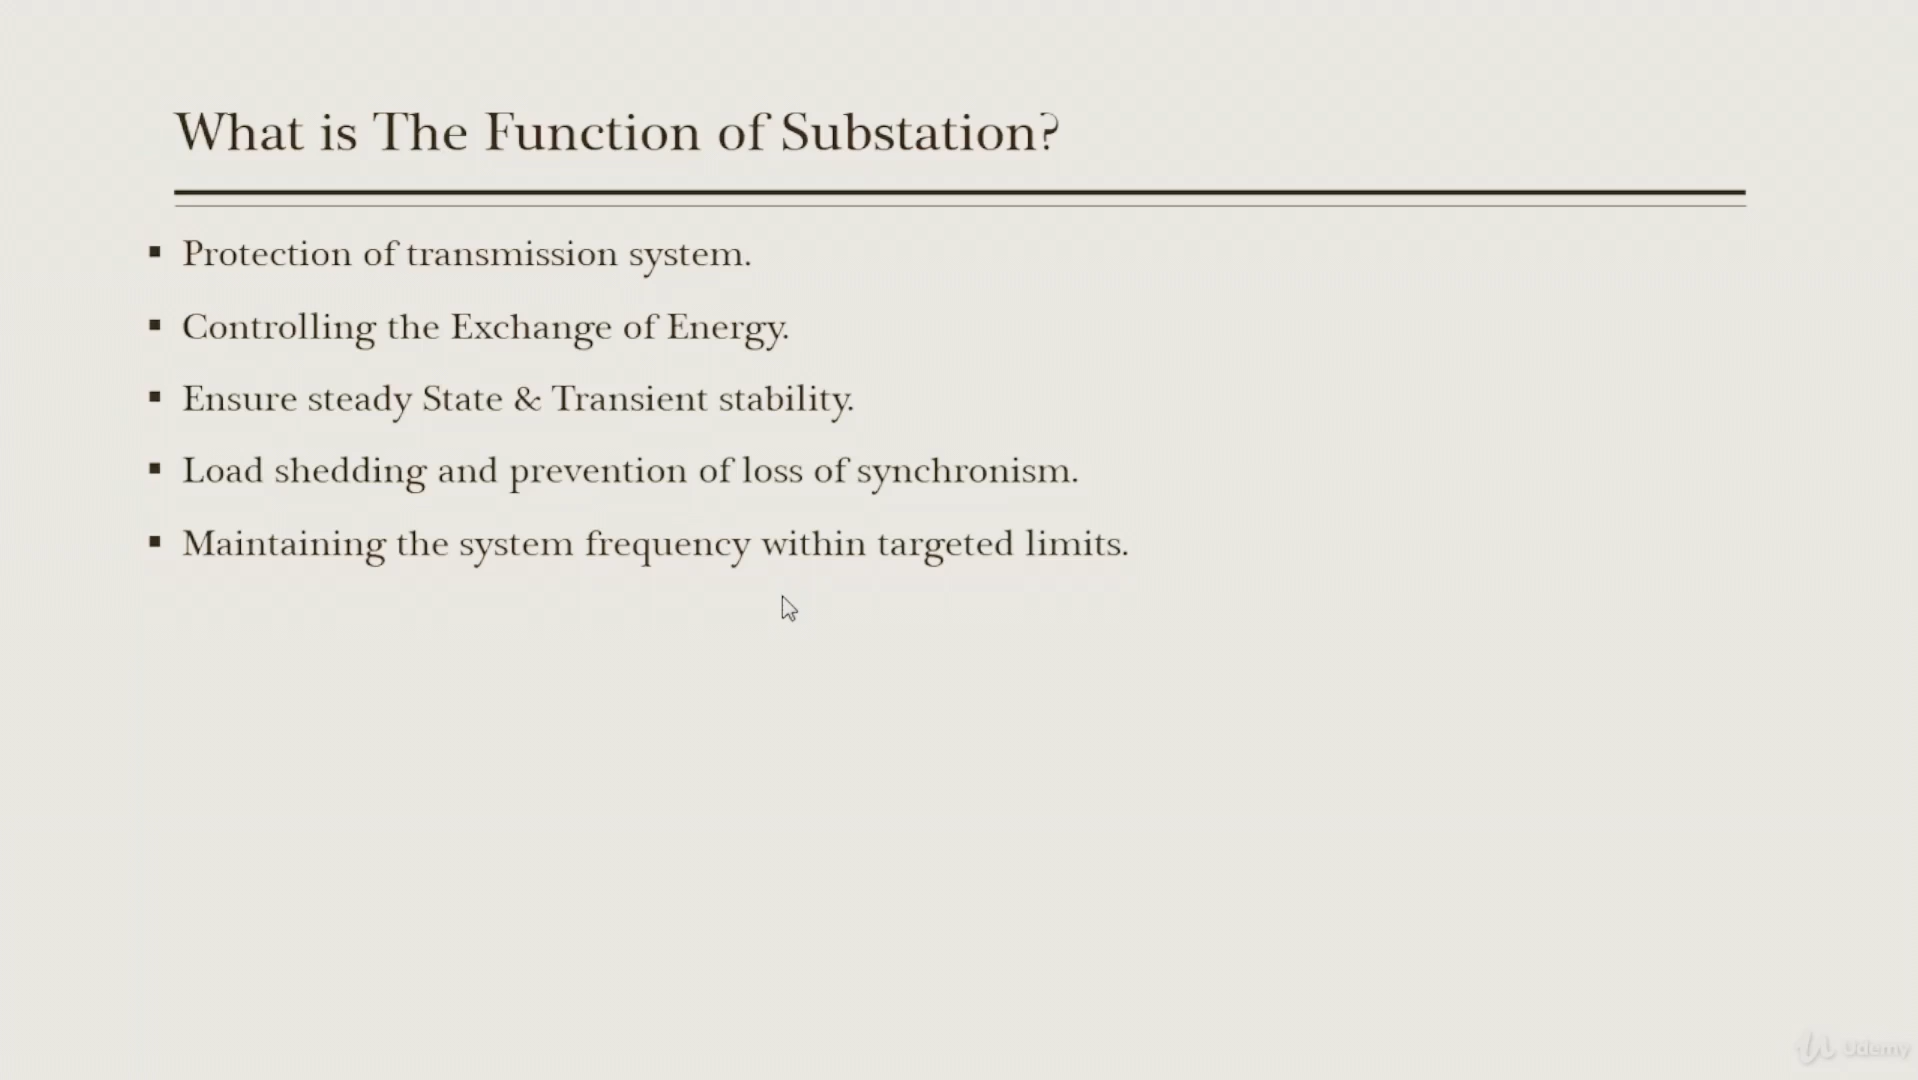 What is The Function of Substation?
▪ Protection of transmission system.
▪ Controlling the Exchange of Energy.
▪ Ensure steady State & Transient stability.
▪ Load shedding and prevention of loss of synchronism.
▪ Maintaining the system frequency within targeted limits.
Udemy